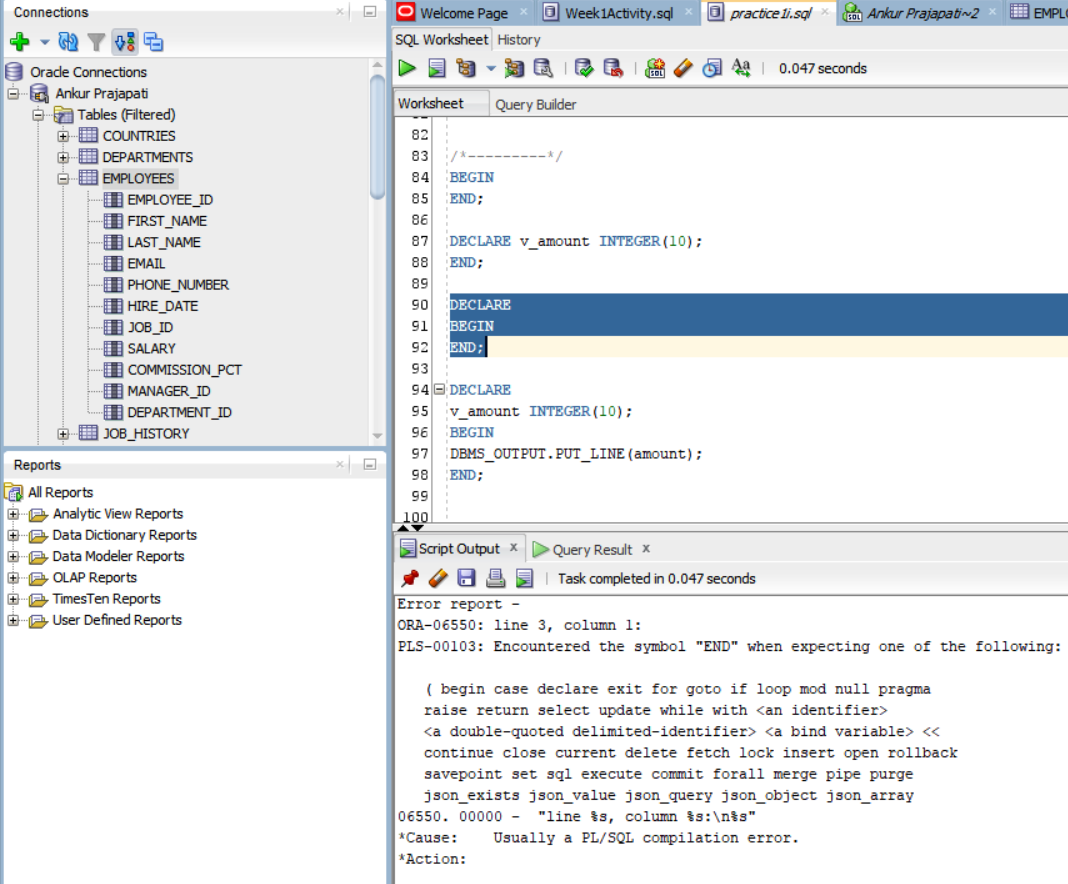 Connections
Oracle Connections
Ankur Prajapati
Tables (Filtered)
COUNTRIES
DEPARTMENTS
EMPLOYEES
EMPLOYEE_ID
FIRST_NAME
LAST_NAME
EMAIL
PHONE_NUMBER
HIRE_DATE
JOB_ID
SALARY
COMMISSION_PCT
MANAGER_ID
DEPARTMENT_ID
JOB_HISTORY
Reports
All Reports
Analytic View Reports
Data Dictionary Reports
Data Modeler Reports
OLAP Reports
TimesTen Reports
User Defined Reports
Welcome Page Week1Activity.sql practice1i.sql Ankur Prajapati~2 EMPL
SQL Worksheet History
0.047 seconds
Worksheet Query Builder
82
83 /*---------*/
84 BEGIN
85 END;
86
87 DECLARE v_amount INTEGER(10);
88 END;
89
90 DECLARE
91 BEGIN
92 END;
93
94 DECLARE
95 v_amount INTEGER(10);
96 BEGIN
97 DBMS_OUTPUT.PUT_LINE(amount);
98 END;
99
100
Script Output x Query Result x
Task completed in 0.047 seconds
Error report -
ORA-06550: line 3, column 1:
PLS-00103: Encountered the symbol "END" when expecting one of the following:
( begin case declare exit for goto if loop mod null pragma
raise return select update while with <an identifier>
<a double-quoted delimited-identifier> <a bind variable> <<
continue close current delete fetch lock insert open rollback
savepoint set sql execute commit forall merge pipe purge
json_exists json_value json_query json_object json_array
06550. 00000 - "line %s, column %s:\n%s"
*Cause: Usually a PL/SQL compilation error.
*Action: